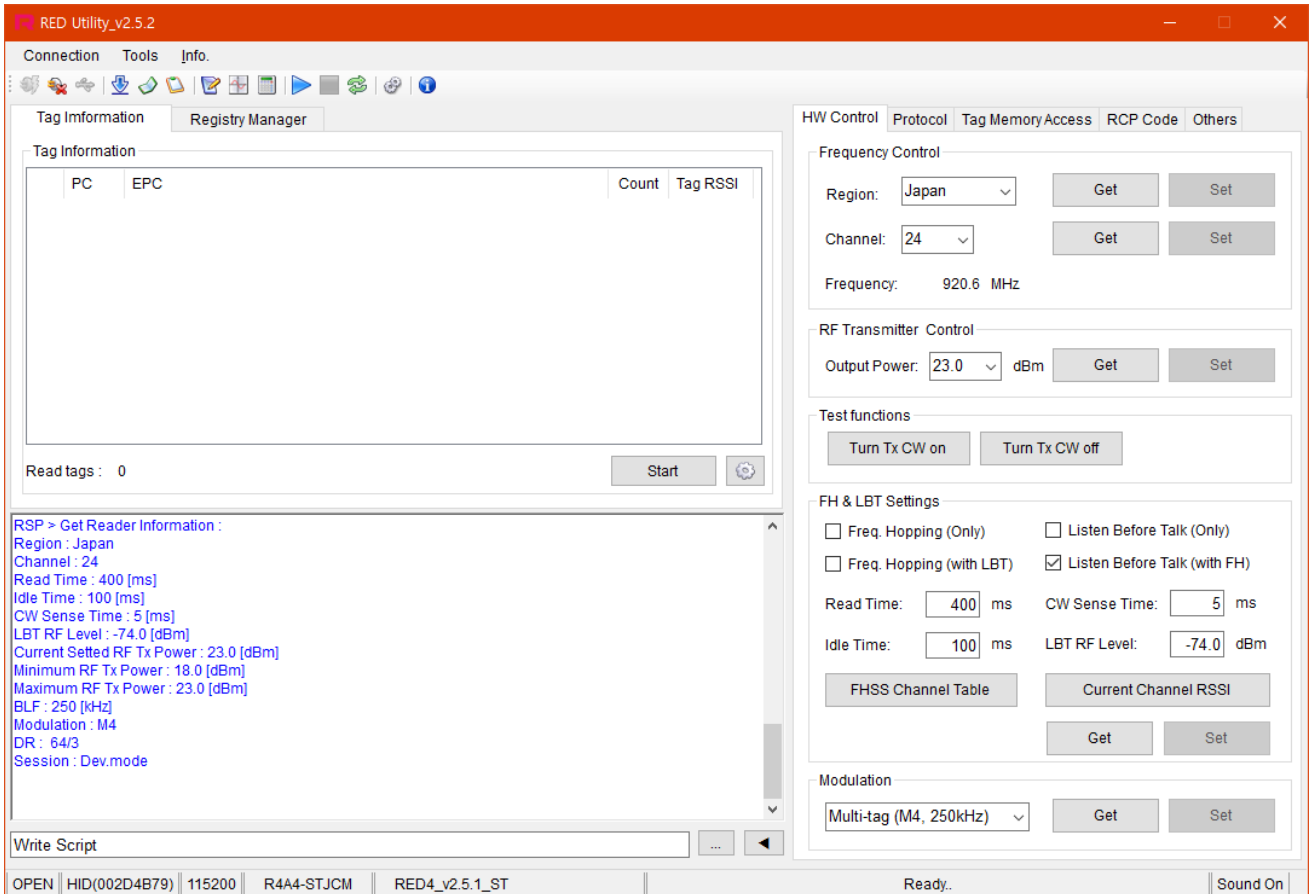 RED Utility_v2.5.2
Connection Tools Info.
Tag Imformation Registry Manager
Tag Information
PC EPC Count Tag RSSI
Read tags : 0 Start
RSP > Get Reader Information :
Region : Japan
Channel : 24
Read Time : 400 [ms]
Idle Time : 100 [ms]
CW Sense Time : 5 [ms]
LBT RF Level : -74.0 [dBm]
Current Setted RF Tx Power : 23.0 [dBm]
Minimum RF Tx Power : 18.0 [dBm]
Maximum RF Tx Power : 23.0 [dBm]
BLF : 250 [kHz]
Modulation : M4
DR : 64/3
Session : Dev.mode
Write Script ...
HW Control Protocol Tag Memory Access RCP Code Others
Frequency Control
Region: Japan Get Set
Channel: 24 Get Set
Frequency: 920.6 MHz
RF Transmitter Control
Output Power: 23.0 dBm Get Set
Test functions
Turn Tx CW on Turn Tx CW off
FH & LBT Settings
Freq. Hopping (Only) Listen Before Talk (Only)
Freq. Hopping (with LBT) Listen Before Talk (with FH)
Read Time: 400 ms CW Sense Time: 5 ms
Idle Time: 100 ms LBT RF Level: -74.0 dBm
FHSS Channel Table Current Channel RSSI
Get Set
Modulation
Multi-tag (M4, 250kHz) Get Set
OPEN HID(002D4B79) 115200 R4A4-STJCM RED4_v2.5.1_ST Ready.. Sound On